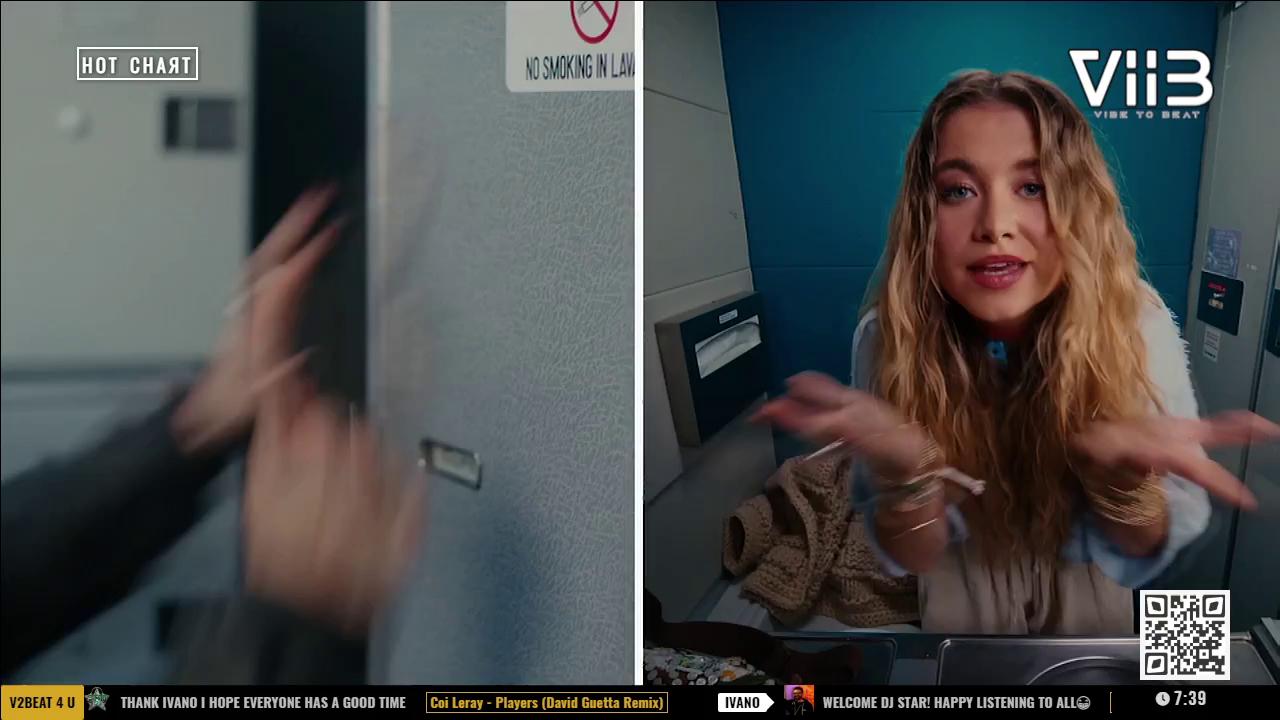 HOT CHAЯT
NO SMOKING IN LAV
VIIB
VIBE TO BEAT
V2BEAT 4 U
THANK IVANO I HOPE EVERYONE HAS A GOOD TIME
Coi Leray - Players (David Guetta Remix)
IVANO
WELCOME DJ STAR! HAPPY LISTENING TO ALL😀
7:39